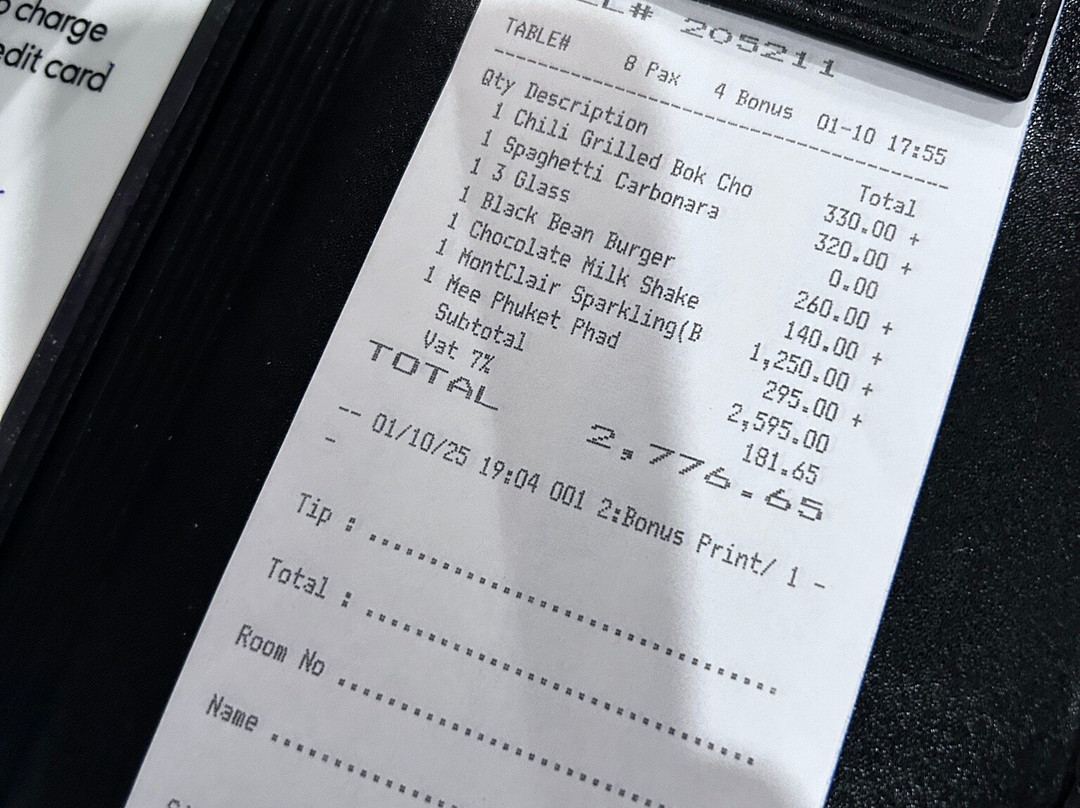 o charge
edit card
L# 205211
TABLE# 8 Pax 4 Bonus 01-10 17:55
Qty Description Total
1 Chili Grilled Bok Cho 330.00 +
1 Spaghetti Carbonara 320.00 +
1 3 Glass 0.00
1 Black Bean Burger 260.00 +
1 Chocolate Milk Shake 140.00 +
1 MontClair Sparkling(B 1,250.00 +
1 Mee Phuket Phad 295.00 +
Subtotal 2,595.00
Vat 7% 181.65
TOTAL 2,776.65
-- 01/10/25 19:04 001 2:Bonus Print/ 1 -
-
Tip : ........................................
Total : ........................................
Room No ........................................
Name ........................................